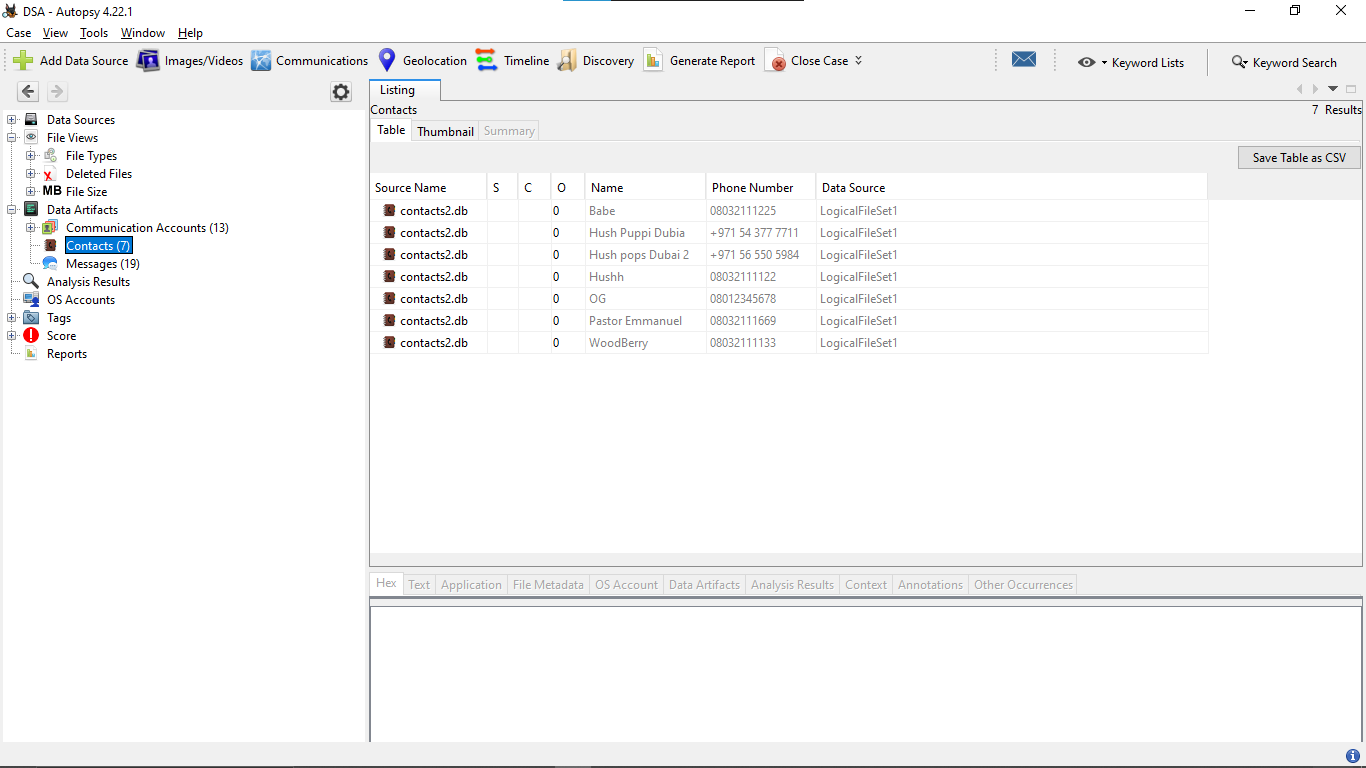 DSA - Autopsy 4.22.1
Case View Tools Window Help
Add Data Source Images/Videos Communications Geolocation Timeline Discovery Generate Report Close Case Keyword Lists Keyword Search
Listing
Contacts 7 Results
Table Thumbnail Summary
Save Table as CSV
Data Sources
File Views
File Types
Deleted Files
MB File Size
Data Artifacts
Communication Accounts (13)
Contacts (7)
Messages (19)
Analysis Results
OS Accounts
Tags
Score
Reports
Source Name S C O Name Phone Number Data Source
contacts2.db 0 Babe 08032111225 LogicalFileSet1
contacts2.db 0 Hush Puppi Dubia +971 54 377 7711 LogicalFileSet1
contacts2.db 0 Hush pops Dubai 2 +971 56 550 5984 LogicalFileSet1
contacts2.db 0 Hushh 08032111122 LogicalFileSet1
contacts2.db 0 OG 08012345678 LogicalFileSet1
contacts2.db 0 Pastor Emmanuel 08032111669 LogicalFileSet1
contacts2.db 0 WoodBerry 08032111133 LogicalFileSet1
Hex Text Application File Metadata OS Account Data Artifacts Analysis Results Context Annotations Other Occurrences